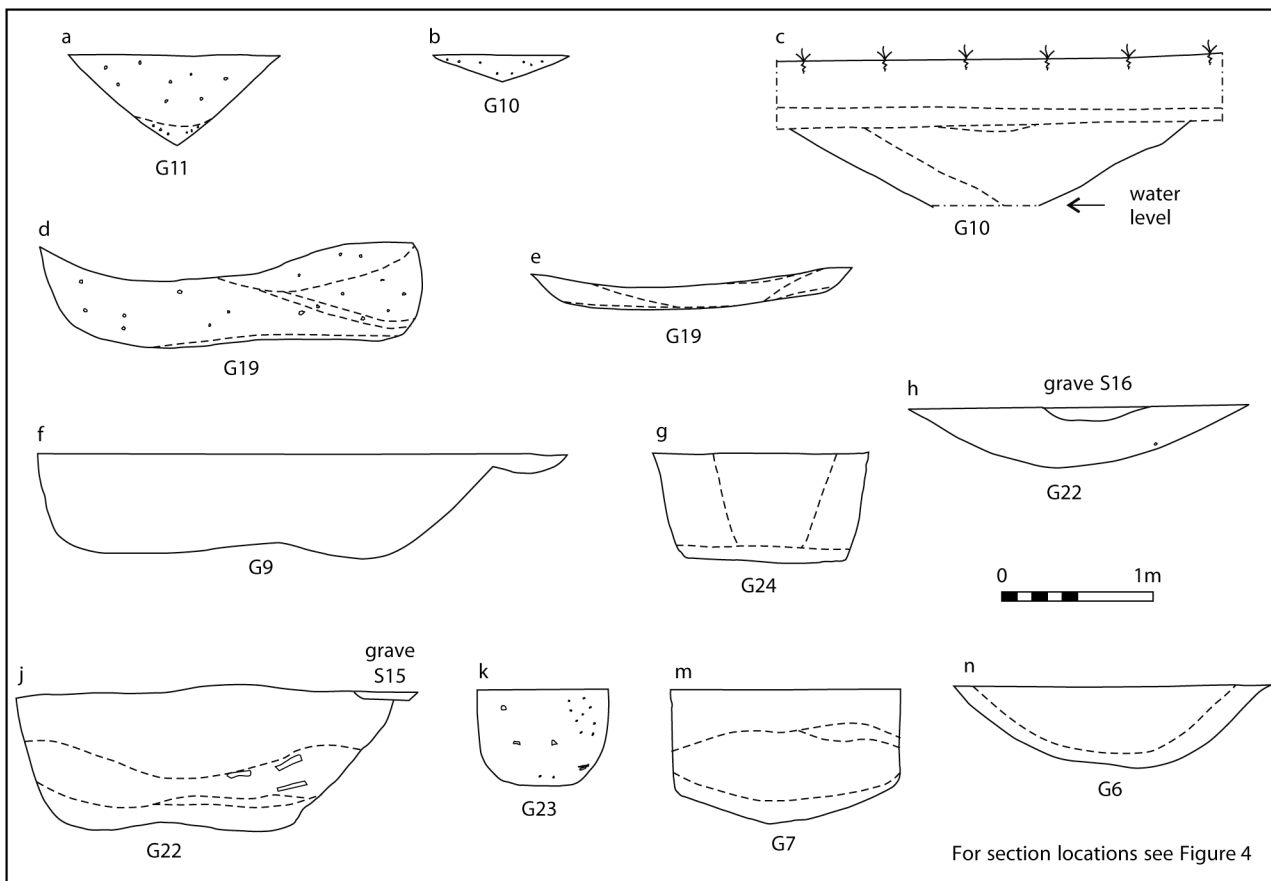 a
G11
b
G10
c
water
level
G10
d
G19
e
G19
f
G9
g
G24
h
grave S16
G22
0 1m
j
grave
S15
G22
k
G23
m
G7
n
G6
For section locations see Figure 4